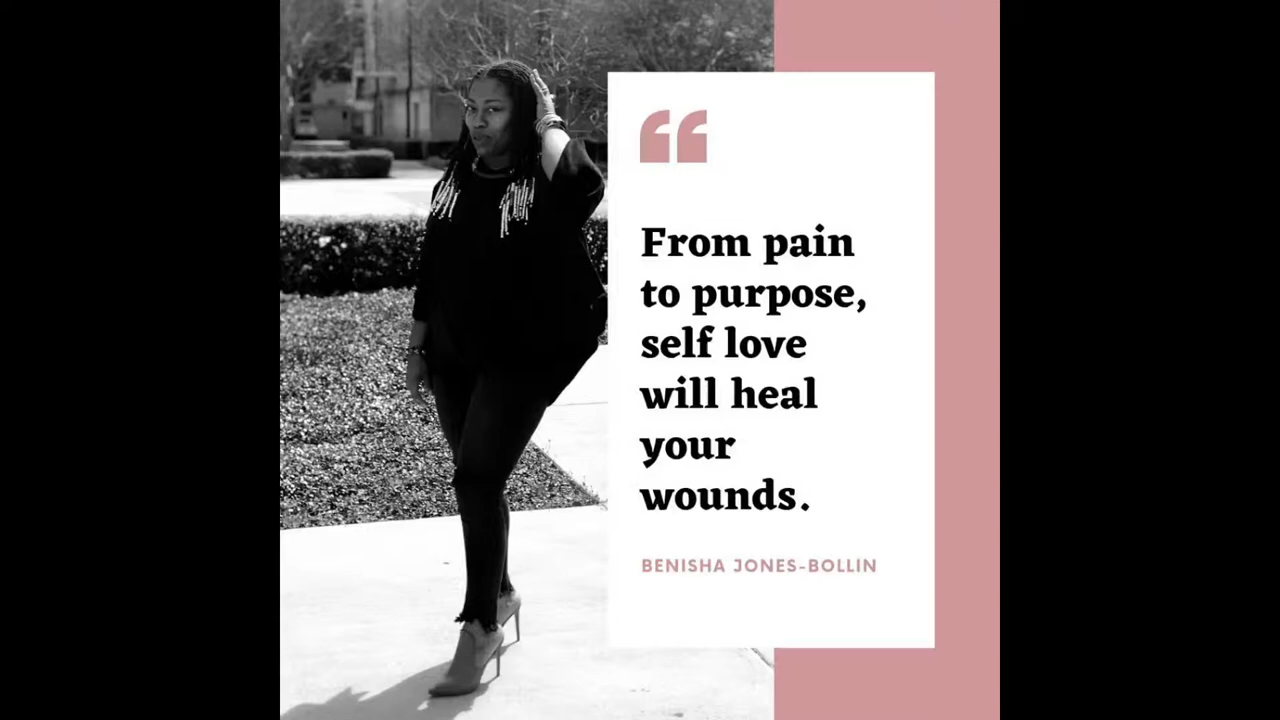 “
From pain
to purpose,
self love
will heal
your
wounds.
BENISHA JONES-BOLLIN